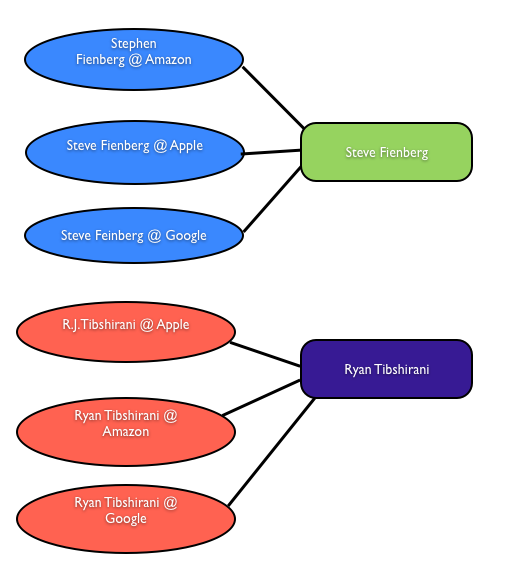 Stephen
Fienberg @ Amazon
Steve Fienberg @ Apple
Steve Fienberg
Steve Feinberg @ Google
R.J.Tibshirani @ Apple
Ryan Tibshirani
Ryan Tibshirani @
Amazon
Ryan Tibshirani @
Google